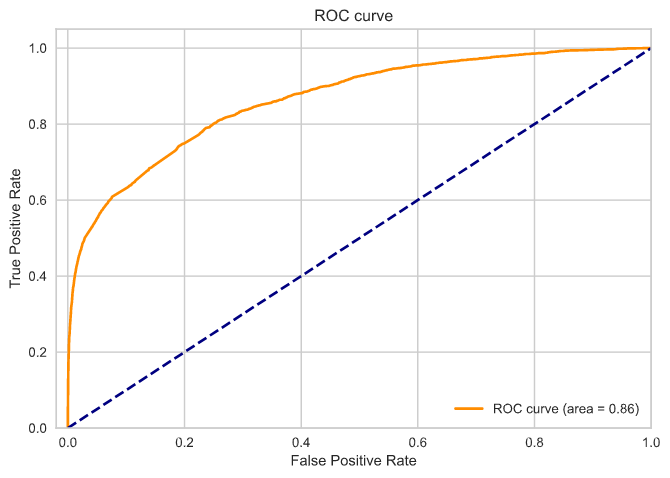 ROC curve
1.0
0.8
0.6
0.4
0.2
0.0
True Positive Rate
ROC curve (area = 0.86)
0.0 0.2 0.4 0.6 0.8 1.0
False Positive Rate